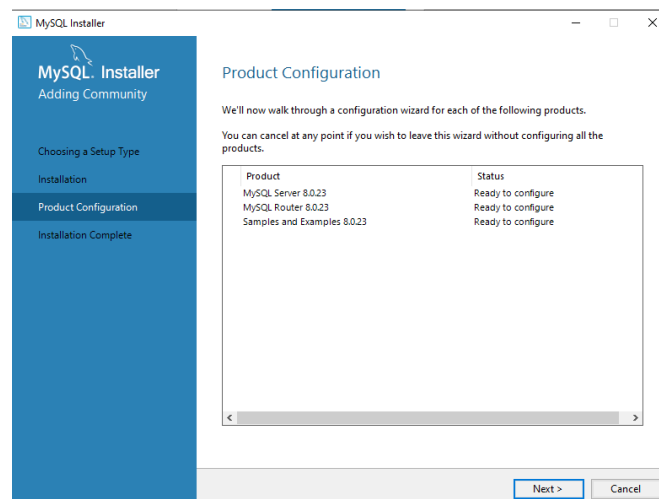 MySQL Installer
MySQL. Installer
Adding Community
Choosing a Setup Type
Installation
Product Configuration
Installation Complete
Product Configuration
We'll now walk through a configuration wizard for each of the following products.
You can cancel at any point if you wish to leave this wizard without configuring all the
products.
Product Status
MySQL Server 8.0.23 Ready to configure
MySQL Router 8.0.23 Ready to configure
Samples and Examples 8.0.23 Ready to configure
Next > Cancel